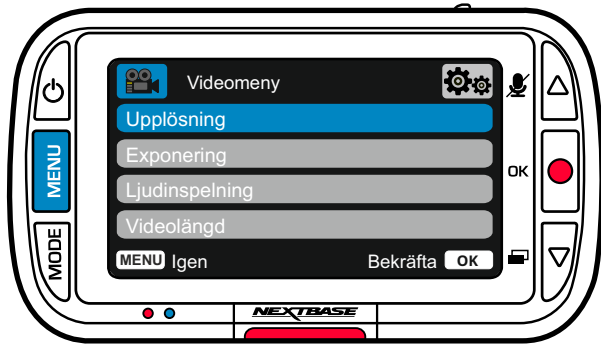 Videomeny
Upplösning
Exponering
Ljudinspelning
Videolängd
MENU Igen Bekräfta OK
MENU
MODE
OK
NEXTBASE